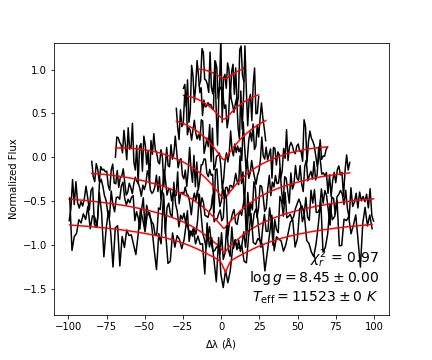 1.0
0.5
0.0
−0.5
−1.0
−1.5
Normalized Flux
χ²ᵣ = 0.97
log g = 8.45 ± 0.00
T_eff = 11523 ± 0 K
−100 −75 −50 −25 0 25 50 75 100
Δλ (Å)